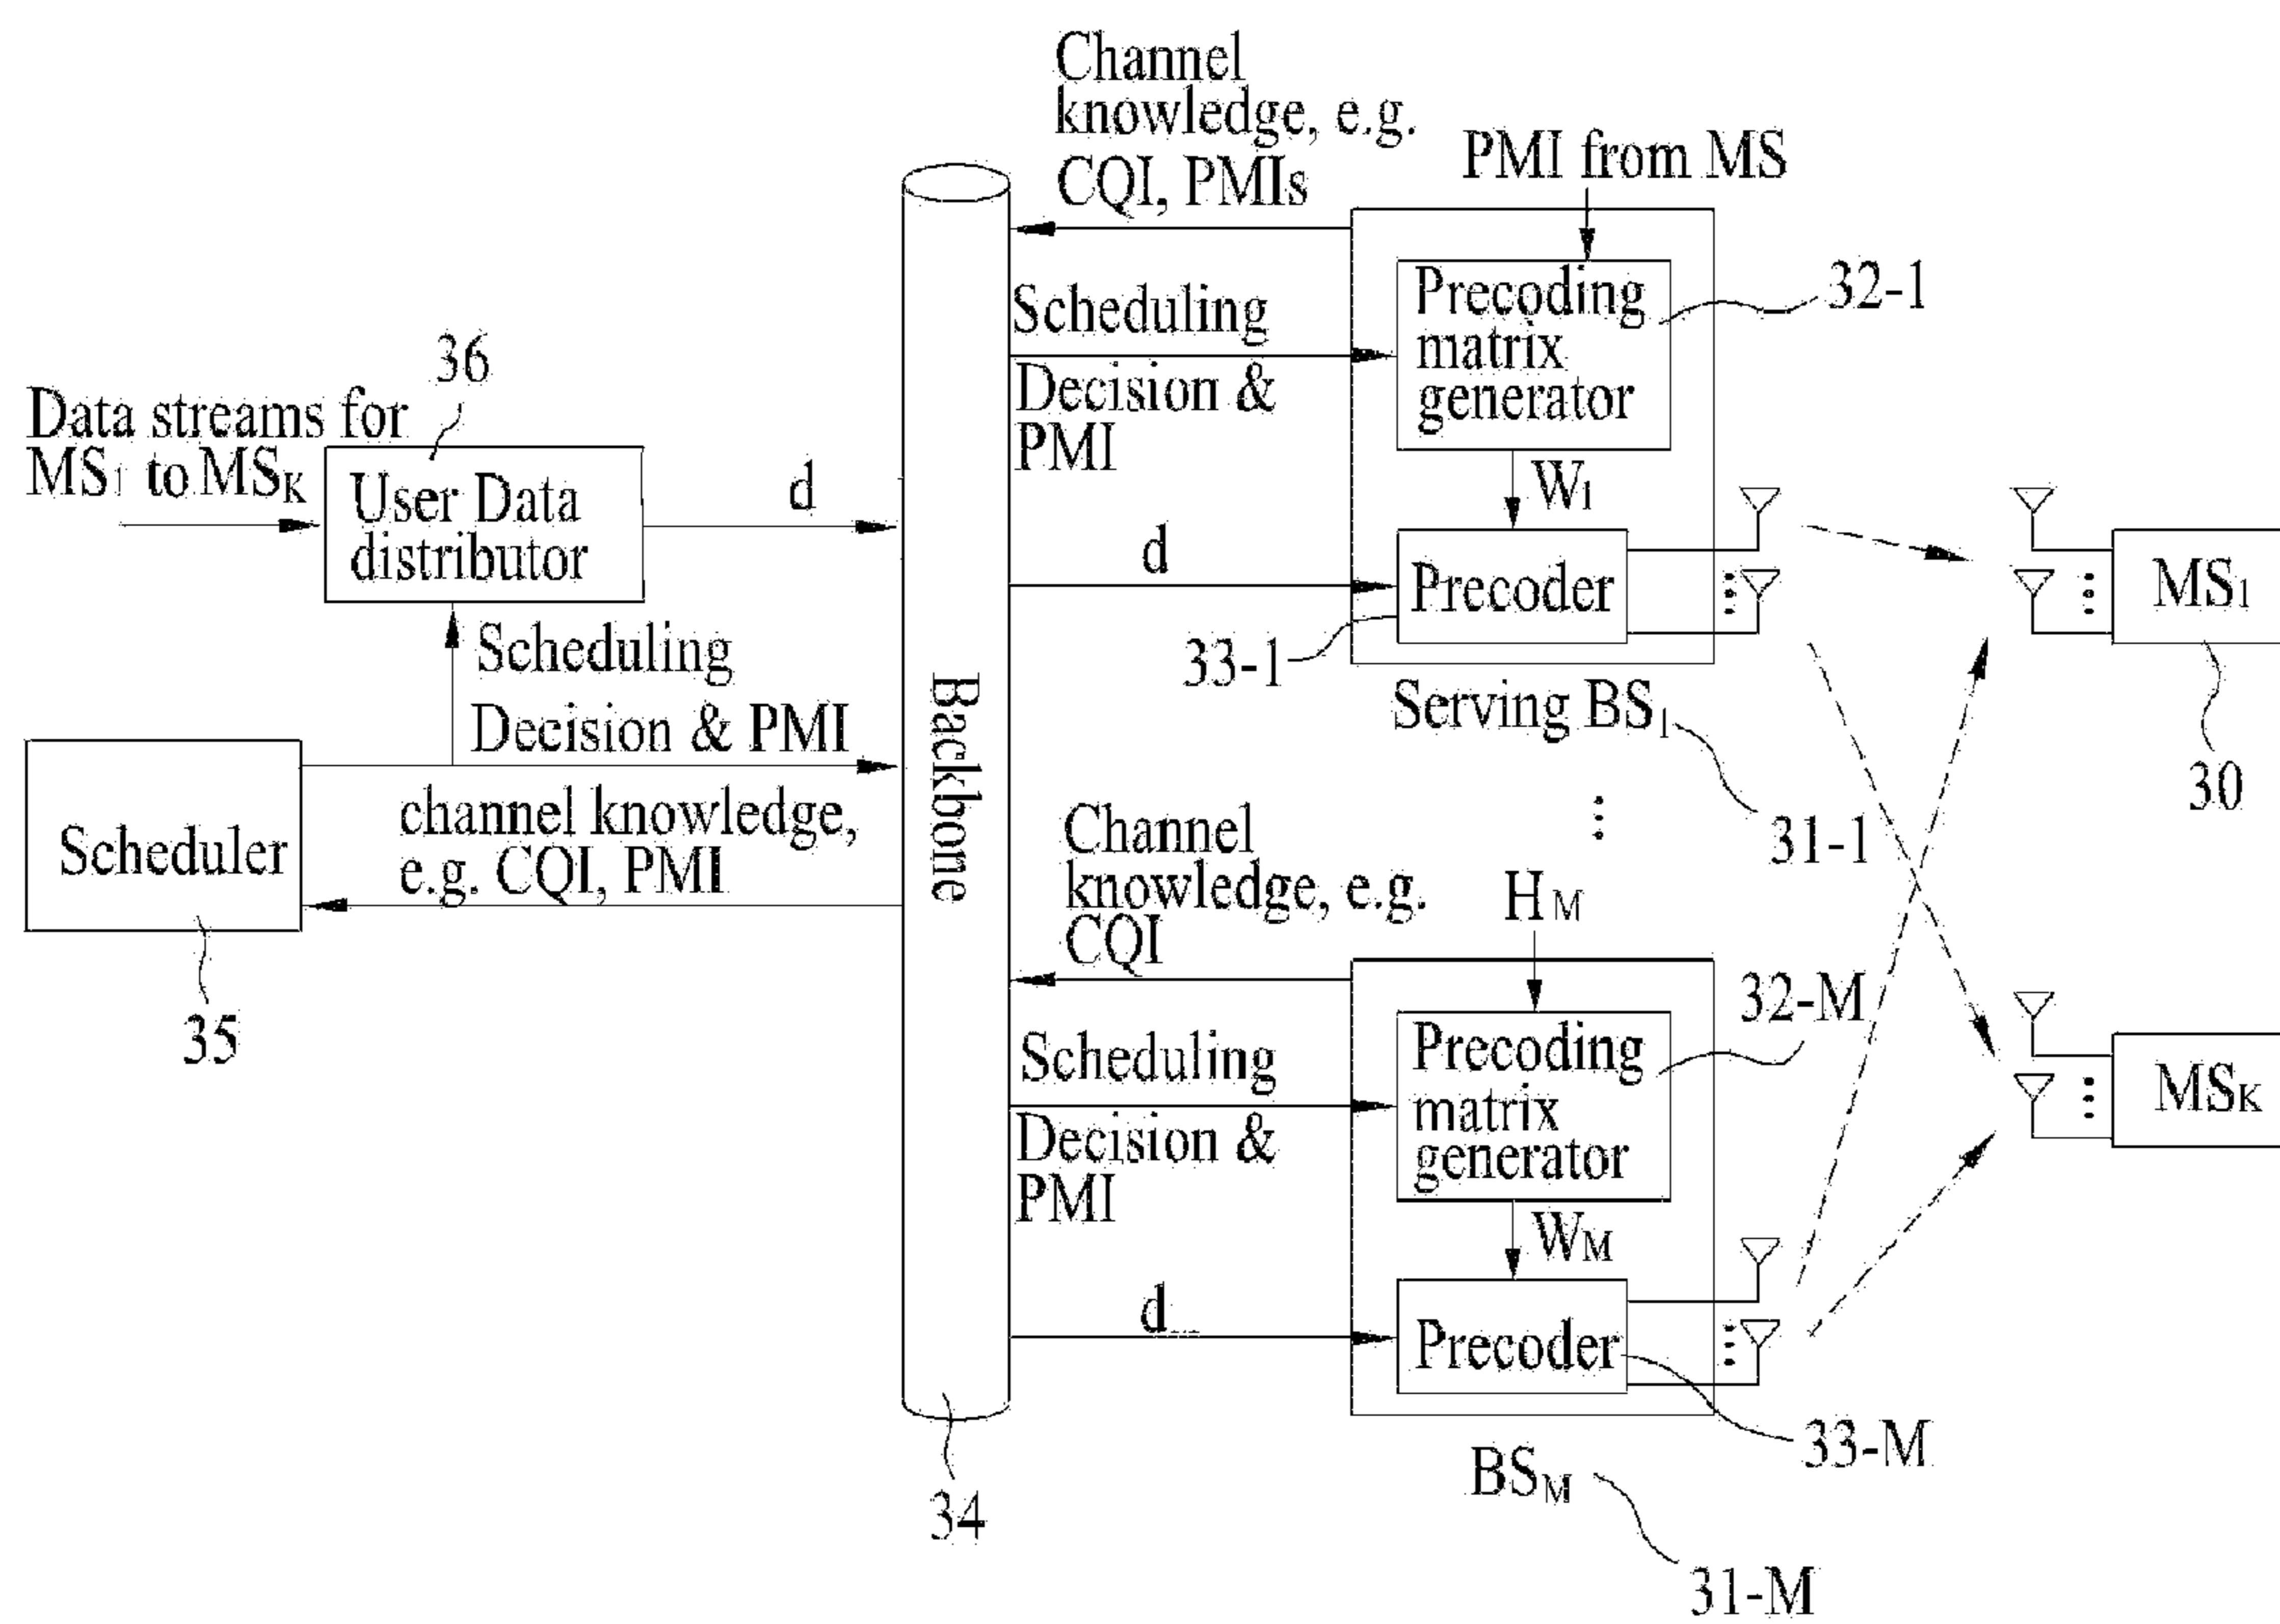 Channel
knowledge, e.g.
CQI, PMIs
PMI from MS
Precoding
matrix
generator
32-1
Scheduling
Decision &
PMI
36
Data streams for
MS1 to MSK
User Data
distributor
d
W1
d
Precoder
33-1
Serving BS1
31-1
MS1
30
Scheduling
Decision & PMI
Scheduler
channel knowledge,
e.g. CQI, PMI
35
Backbone
34
Channel
knowledge, e.g.
CQI
HM
Precoding
matrix
generator
32-M
Scheduling
Decision &
PMI
WM
d
Precoder
33-M
BSM
31-M
MSK